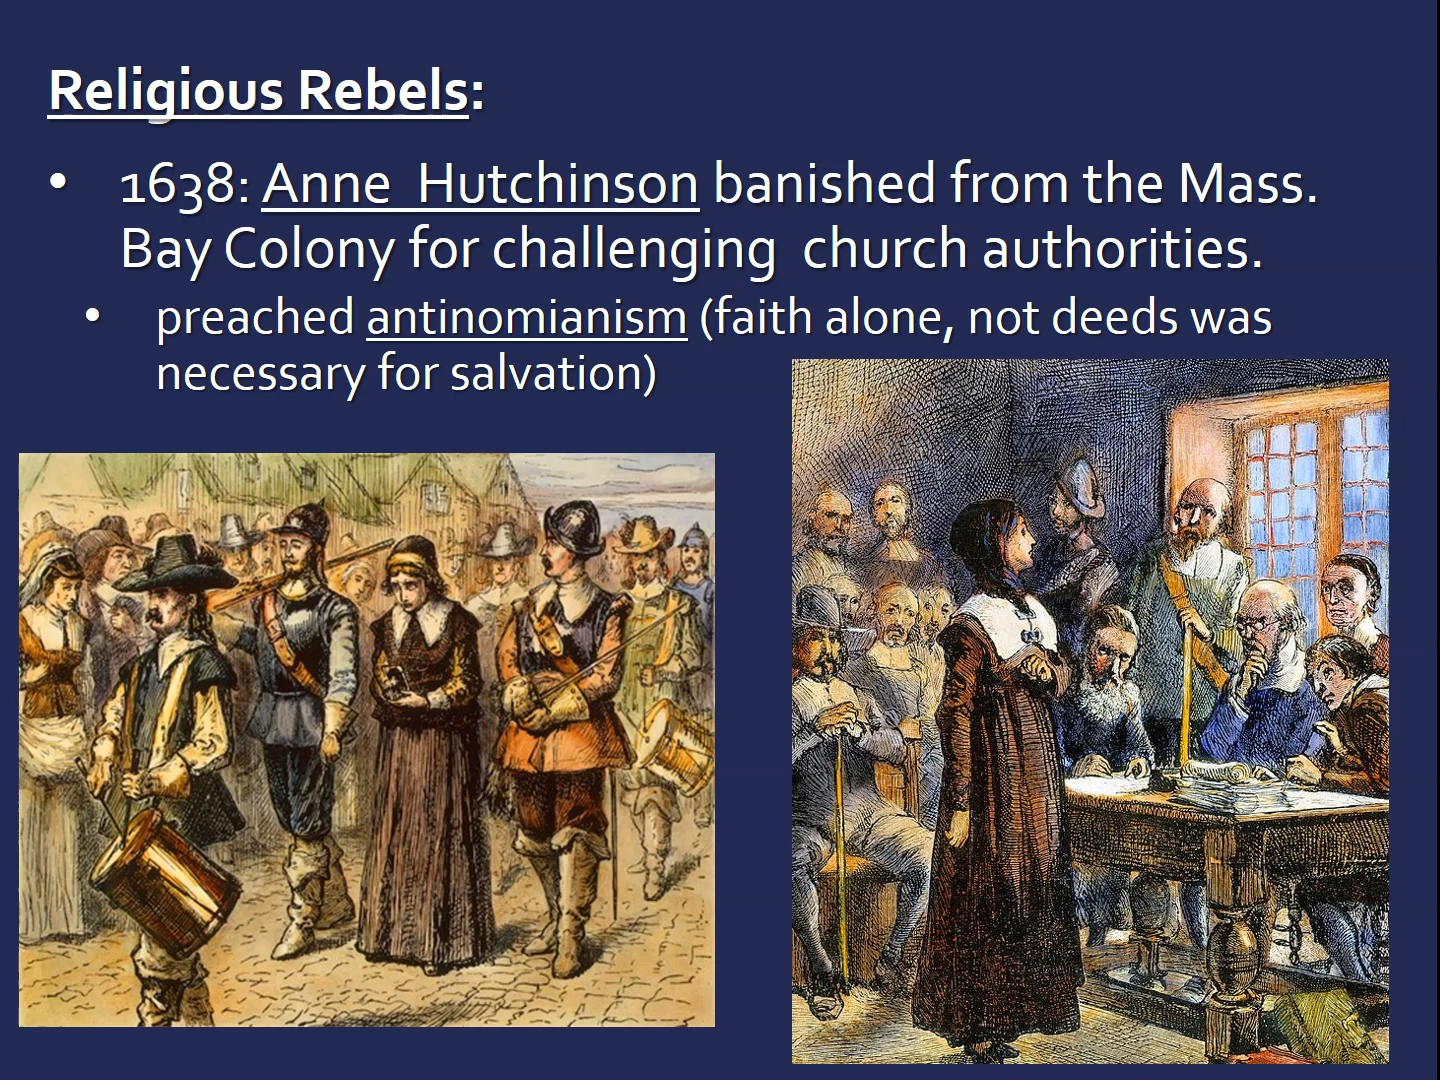 Religious Rebels:
• 1638: Anne  Hutchinson banished from the Mass.
Bay Colony for challenging  church authorities.
• preached antinomianism (faith alone, not deeds was
necessary for salvation)